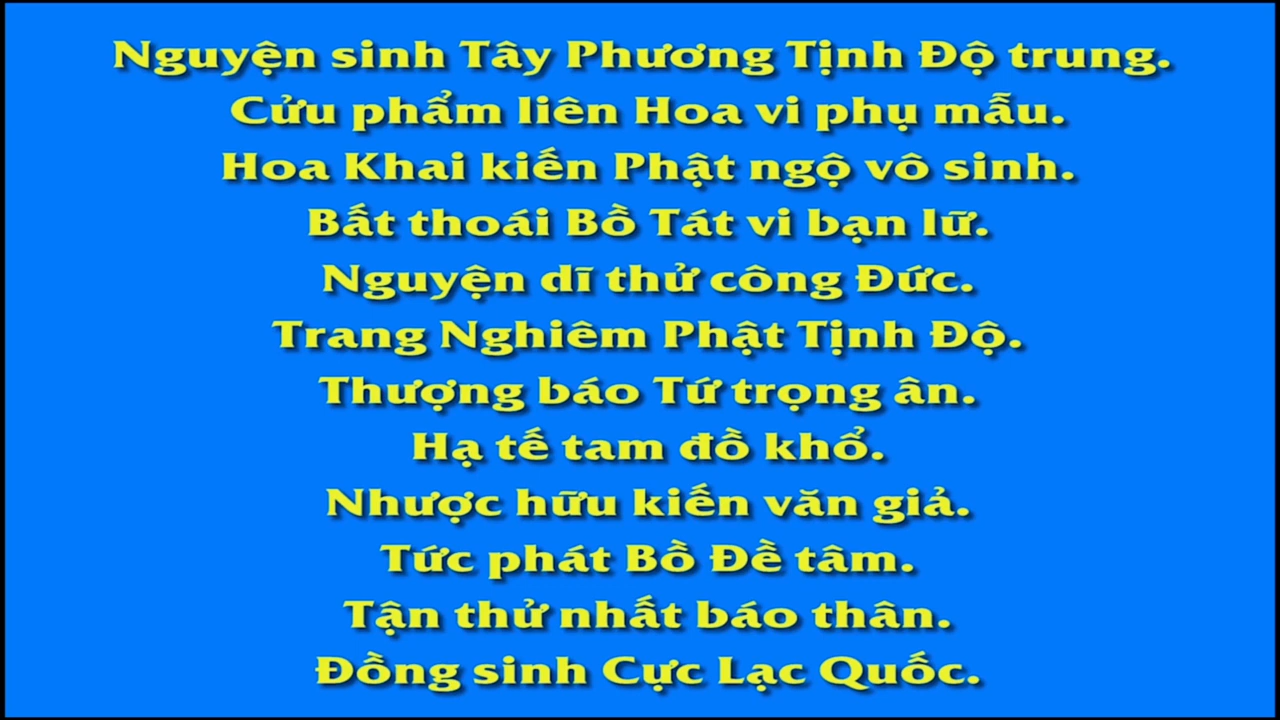 Nguyện sinh Tây Phương Tịnh Độ trung.
Cửu phẩm liên Hoa vi phụ mẫu.
Hoa Khai kiến Phật ngộ vô sinh.
Bất thoái Bồ Tát vi bạn lữ.
Nguyện dĩ thử công Đức.
Trang Nghiêm Phật Tịnh Độ.
Thượng báo Tứ trọng ân.
Hạ tế tam đồ khổ.
Nhược hữu kiến văn giả.
Tức phát Bồ Đề tâm.
Tận thử nhất báo thân.
Đồng sinh Cực Lạc Quốc.